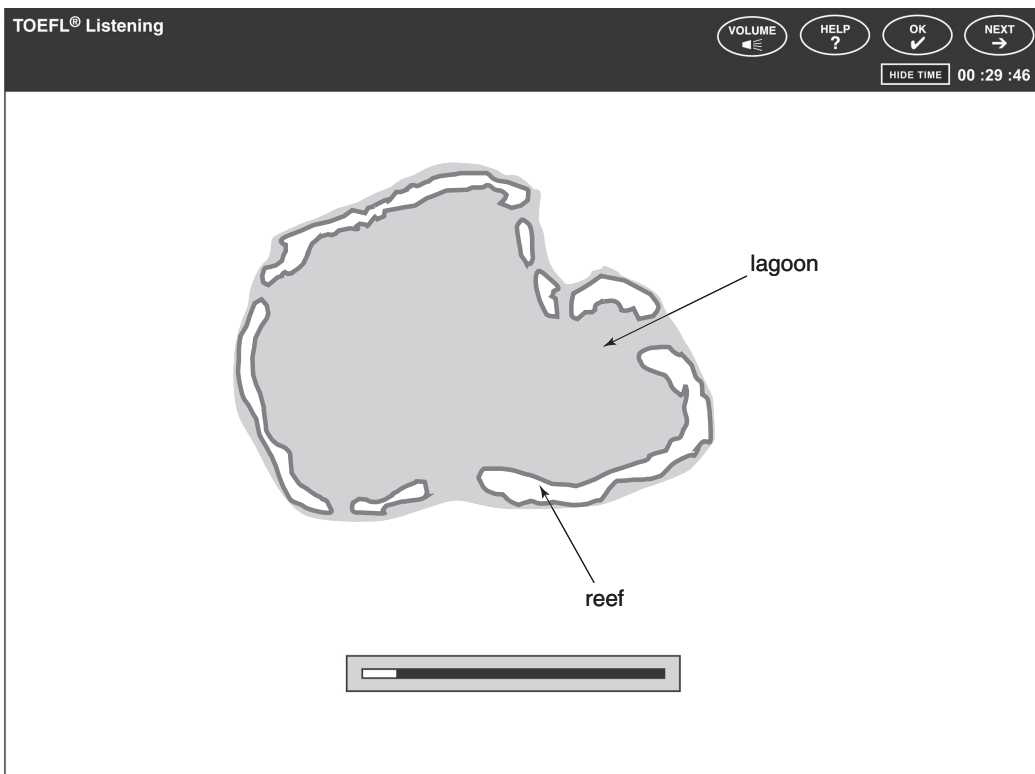 TOEFL® Listening
VOLUME
HELP
?
OK
NEXT
HIDE TIME 00 :29 :46
lagoon
reef